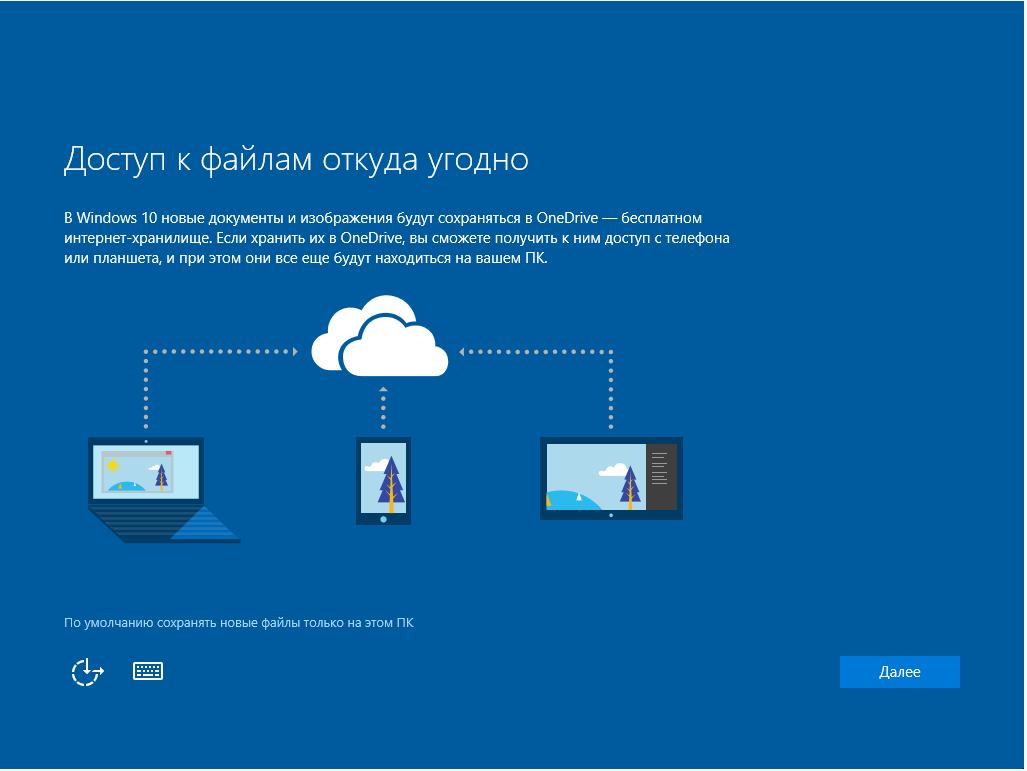 Доступ к файлам откуда угодно
В Windows 10 новые документы и изображения будут сохраняться в OneDrive — бесплатном
интернет-хранилище. Если хранить их в OneDrive, вы сможете получить к ним доступ с телефона
или планшета, и при этом они все еще будут находиться на вашем ПК.
По умолчанию сохранять новые файлы только на этом ПК
Далее